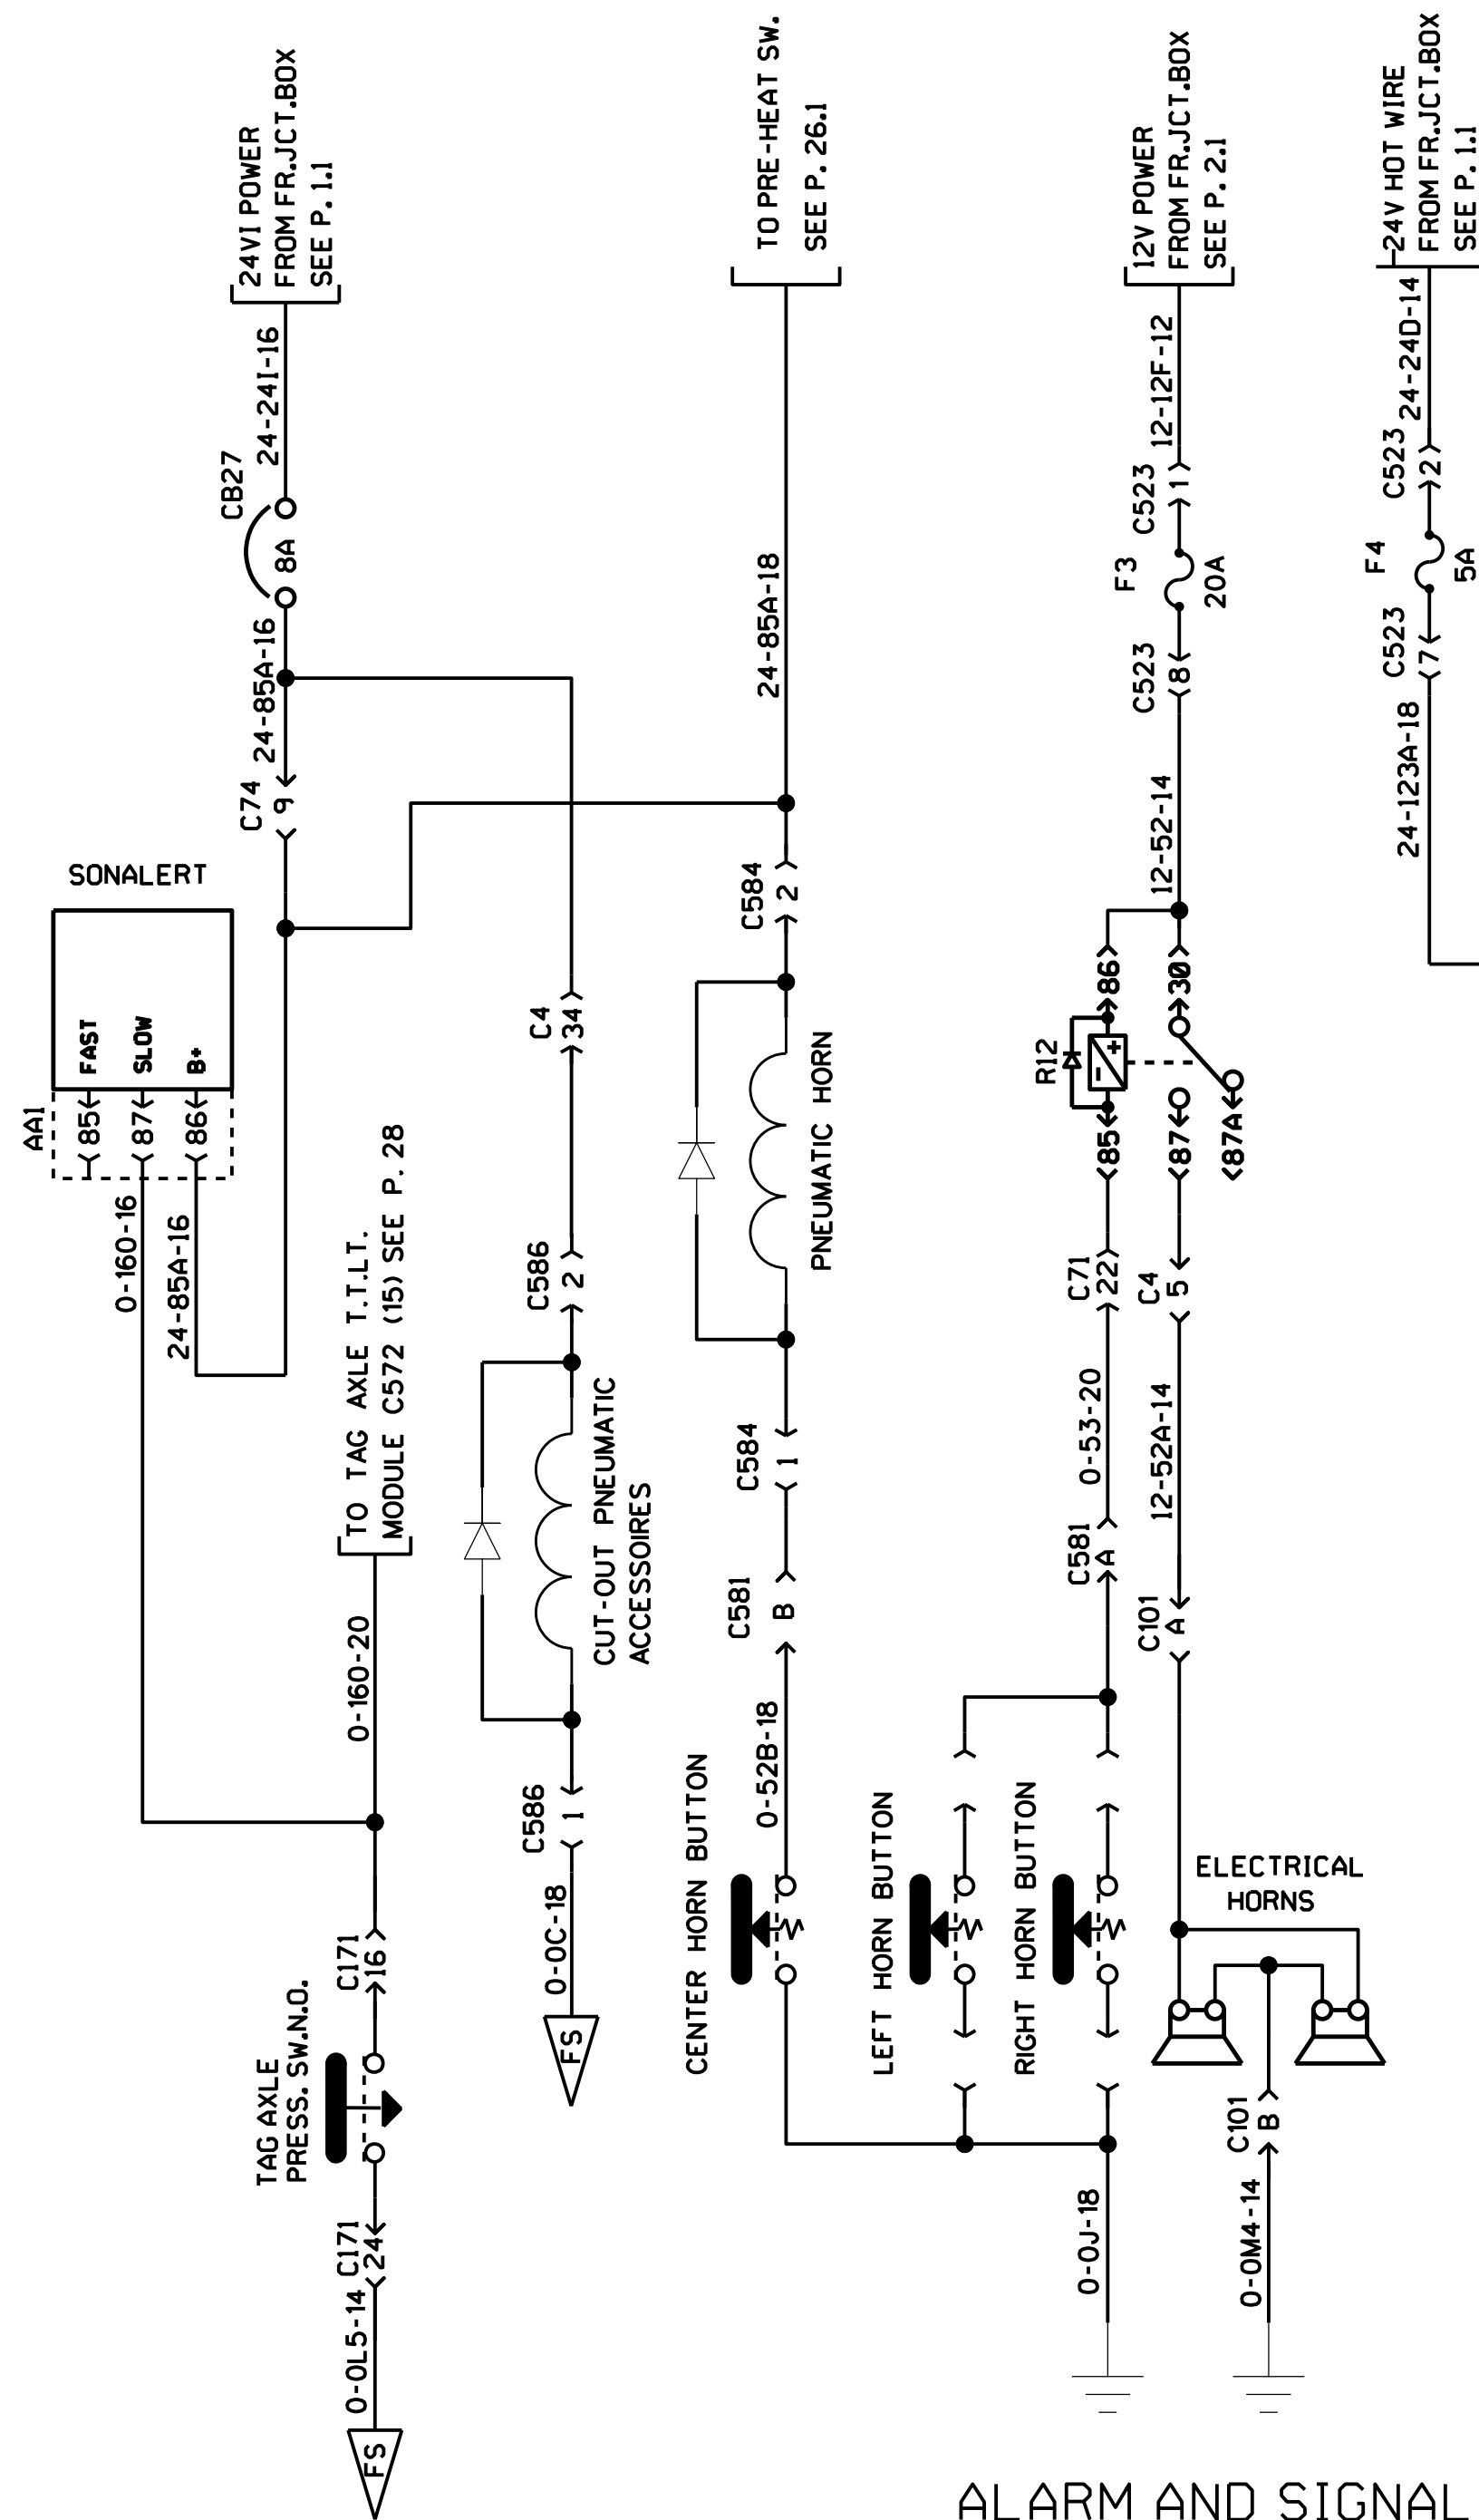 24VI POWER
FROM FR.JCT.BOX
SEE P. 1.1
TO PRE-HEAT SW.
SEE P. 26.1
12V POWER
FROM FR.JCT.BOX
SEE P. 2.1
24V HOT WIRE
FROM FR.JCT.BOX
SEE P. 1.1
24-24I-16
CB27
8A
24-85A-16
C74
9
24-85A-18
12-12F-12
C523
1
F3
20A
C523
8
12-52-14
24-24D-14
C523
2
F4
5A
C523
7
24-123A-18
SONALERT
FAST
SLOW
B+
AA1
85
87
86
0-160-16
24-85A-16
TO TAG AXLE T.T.LT.
MODULE C572 (15) SEE P. 28
0-160-20
C4
34
C586
2
CUT-OUT PNEUMATIC
ACCESSOIRES
C586
1
0-0C-18
FS
C584
2
PNEUMATIC HORN
C584
1
C581
B
0-52B-18
CENTER HORN BUTTON
R12
86
30
85
87
87A
C71
22
C4
5
0-53-20
12-52A-14
C581
A
C101
A
LEFT HORN BUTTON
RIGHT HORN BUTTON
ELECTRICAL
HORNS
C101
B
0-0J-18
0-0M4-14
C171
16
TAG AXLE
PRESS. SW.N.O.
C171
24
0-0L5-14
FS
ALARM AND SIGNAL